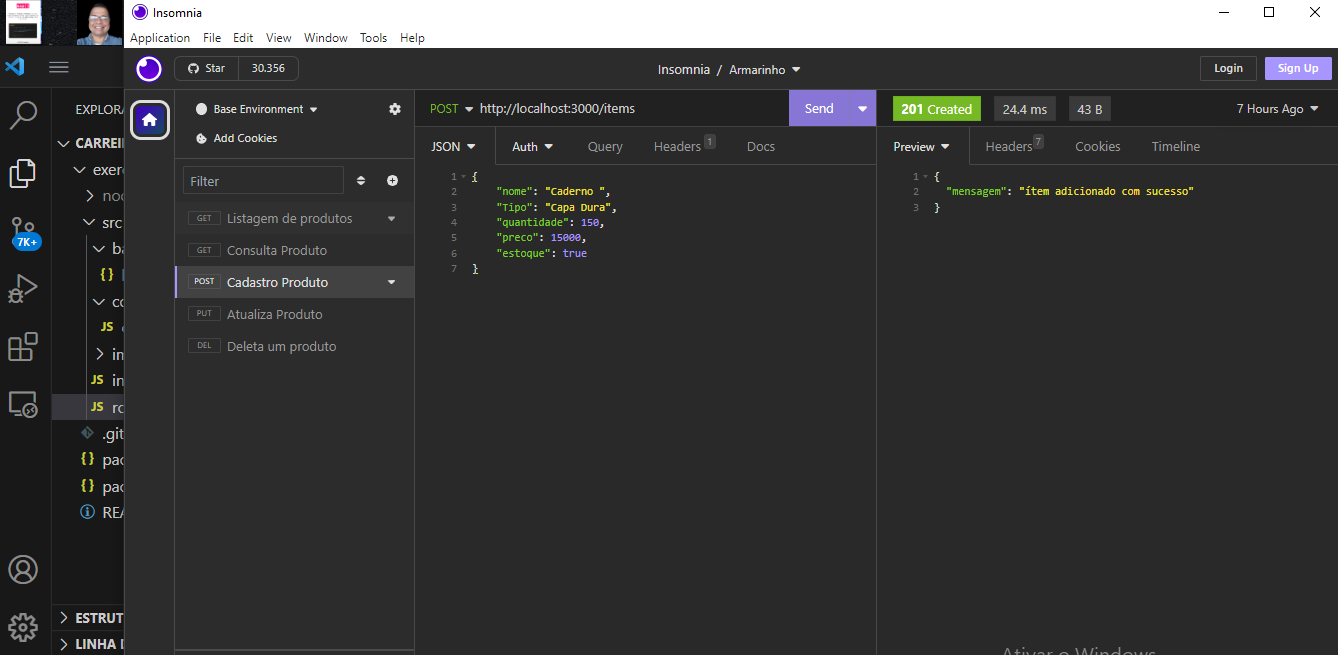 Insomnia
Application File Edit View Window Tools Help
Star 30.356
Insomnia / Armarinho
Login
Sign Up
EXPLORA
CARREI
exer
noc
src
ba
{}
co
JS
in
JS in
JS ro
.git
{} pac
{} pac
REA
ESTRUT
LINHA D
7K+
Base Environment
Add Cookies
Filter
GET Listagem de produtos
GET Consulta Produto
POST Cadastro Produto
PUT Atualiza Produto
DEL Deleta um produto
POST http://localhost:3000/items Send
JSON Auth Query Headers 1 Docs
1 {
2 "nome": "Caderno ",
3 "Tipo": "Capa Dura",
4 "quantidade": 150,
5 "preco": 15000,
6 "estoque": true
7 }
201 Created 24.4 ms 43 B 7 Hours Ago
Preview Headers 7 Cookies Timeline
1 {
2 "mensagem": "ítem adicionado com sucesso"
3 }
Ativar o Windows